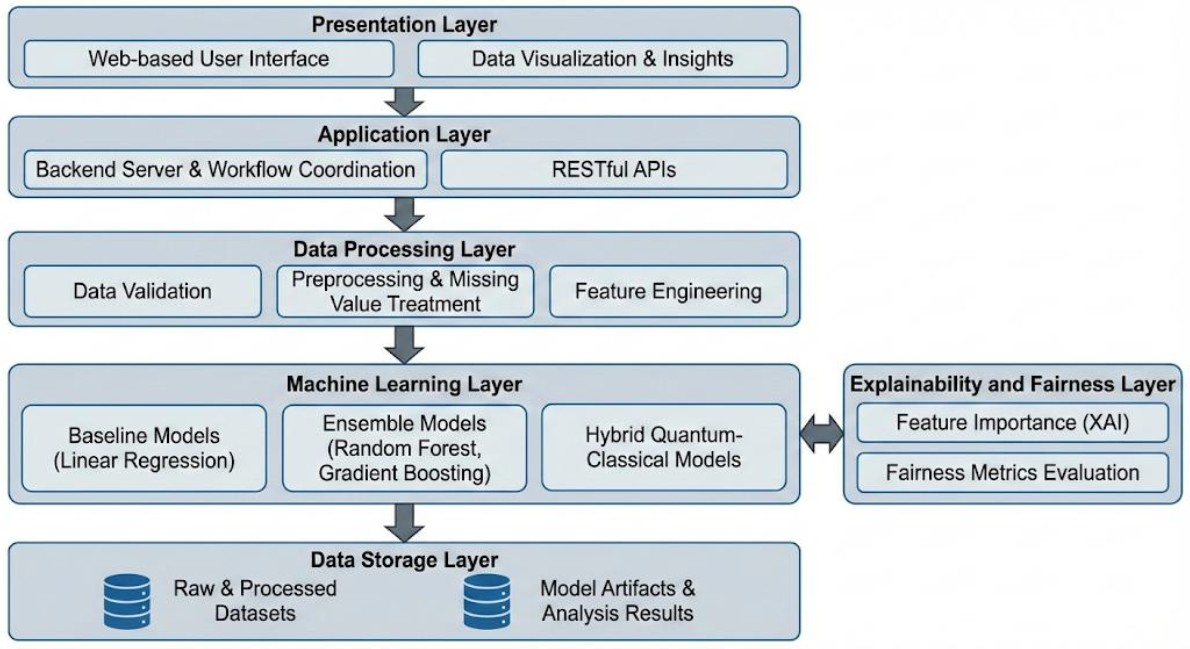 Presentation Layer
Web-based User Interface
Data Visualization & Insights
Application Layer
Backend Server & Workflow Coordination
RESTful APIs
Data Processing Layer
Data Validation
Preprocessing & Missing
Value Treatment
Feature Engineering
Machine Learning Layer
Baseline Models
(Linear Regression)
Ensemble Models
(Random Forest,
Gradient Boosting)
Hybrid Quantum-
Classical Models
Explainability and Fairness Layer
Feature Importance (XAI)
Fairness Metrics Evaluation
Data Storage Layer
Raw & Processed
Datasets
Model Artifacts &
Analysis Results